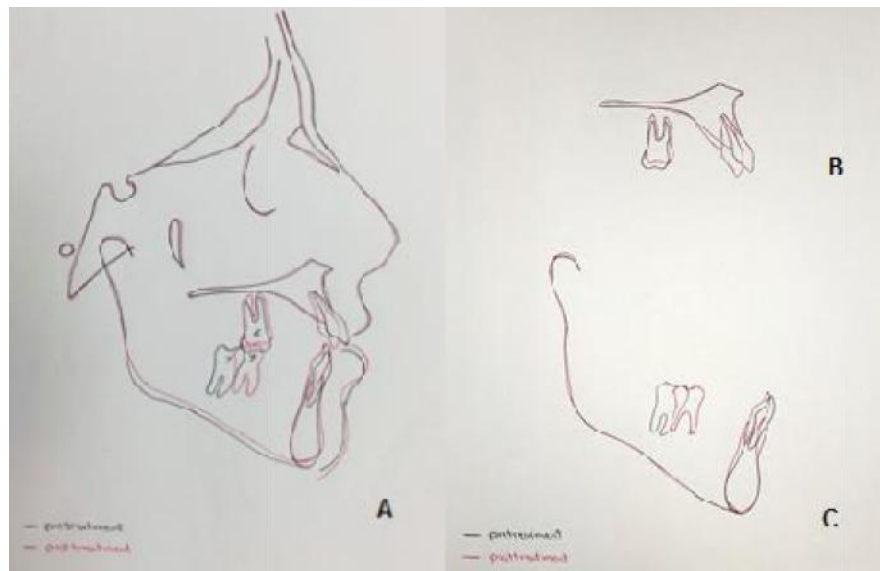 A
— pretreatment
— posttreatment
B
C
— pretreatment
— posttreatment